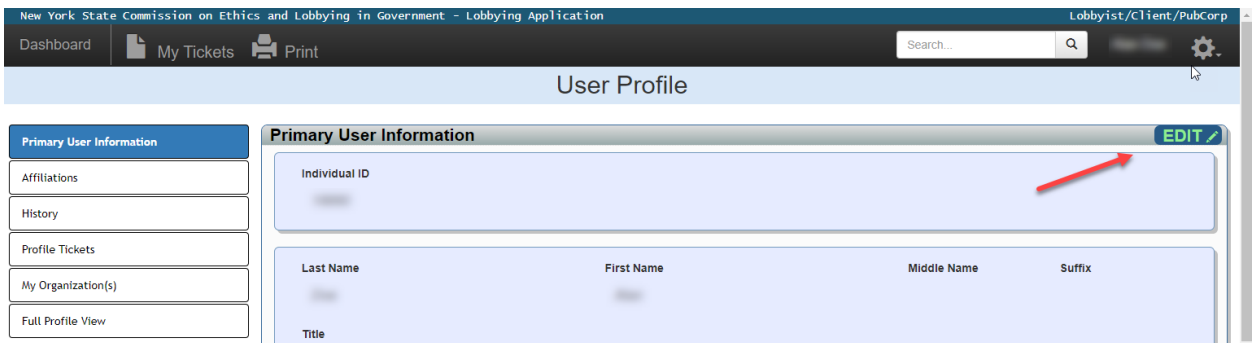 New York State Commission on Ethics and Lobbying in Government - Lobbying Application Lobbyist/Client/PubCorp
Dashboard My Tickets Print Search...
User Profile
Primary User Information
Affiliations
History
Profile Tickets
My Organization(s)
Full Profile View
Primary User Information EDIT
Individual ID
Last Name First Name Middle Name Suffix
Title